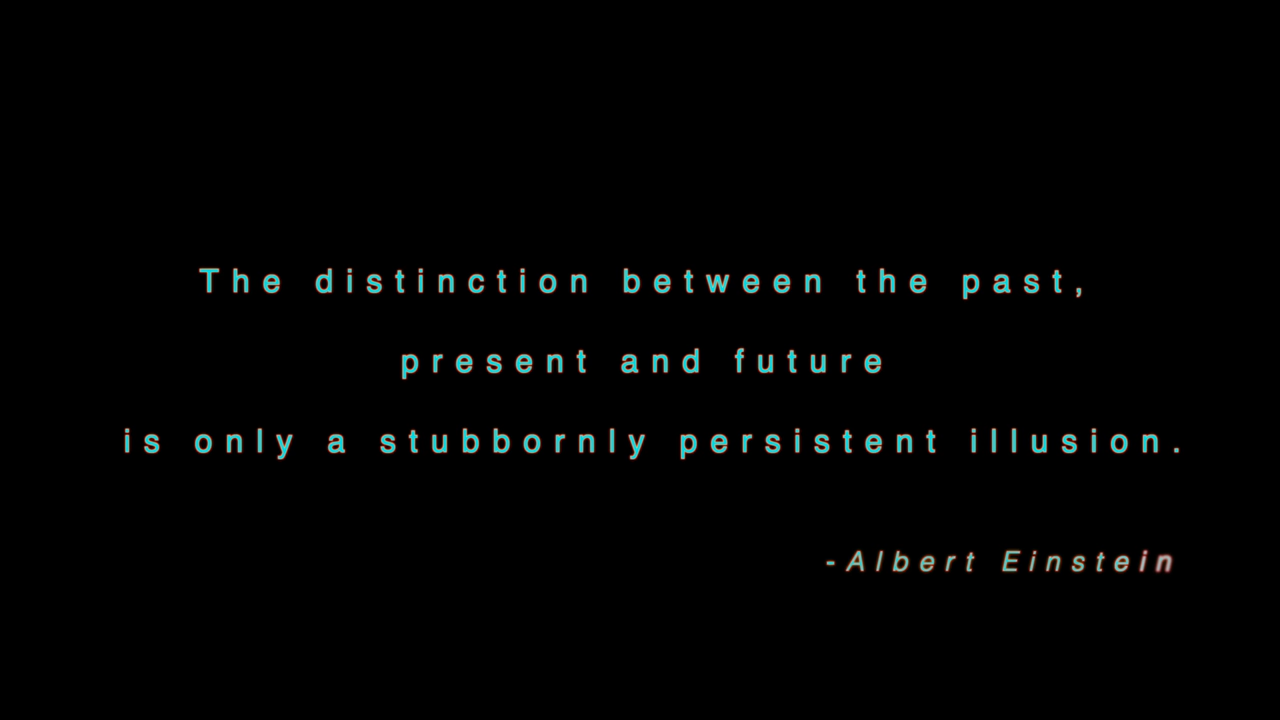 The distinction between the past,
present and future
is only a stubbornly persistent illusion.
-Albert Einstein